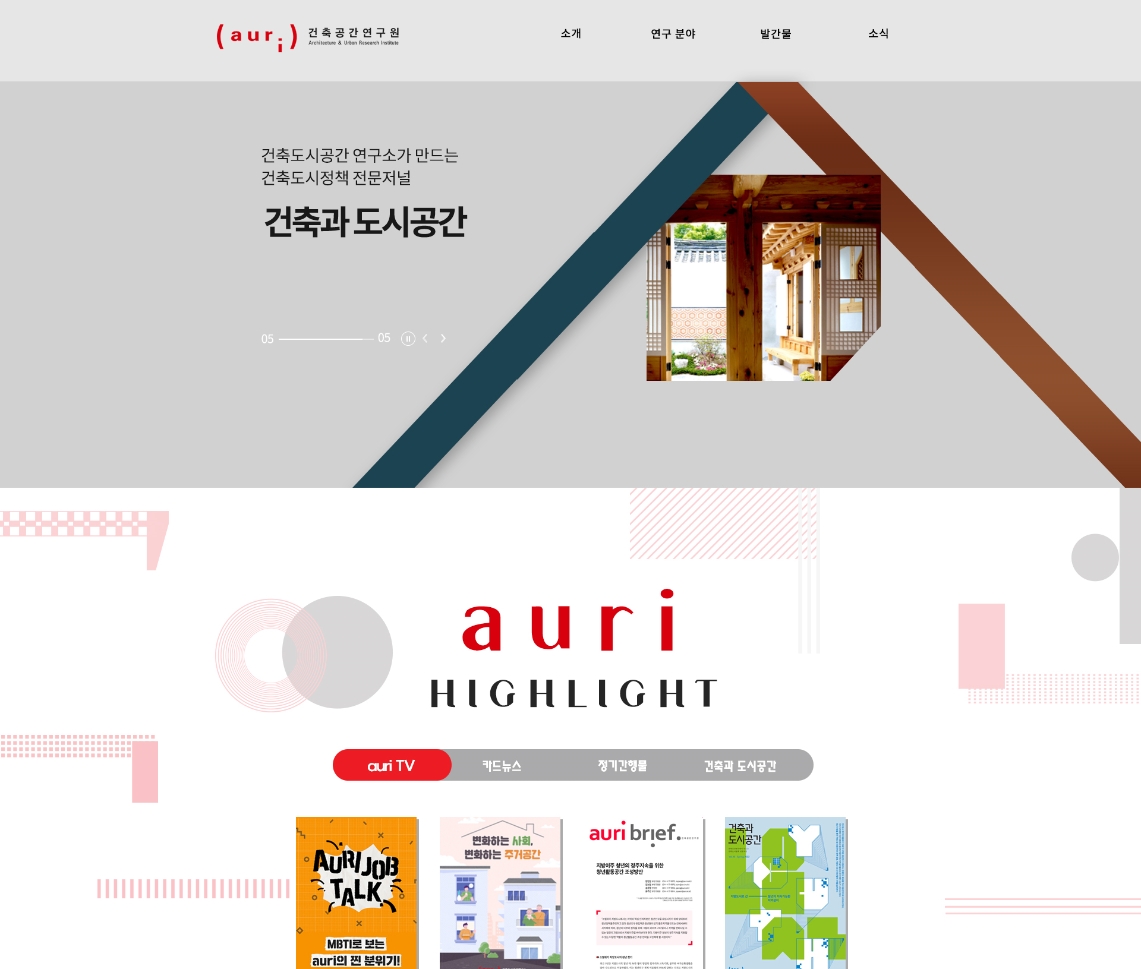 (auri) 건축공간연구원
Architecture & Urban Research Institute
소개
연구 분야
발간물
소식
건축도시공간 연구소가 만드는
건축도시정책 전문저널
건축과 도시공간
05
05
auri
HIGHLIGHT
auri TV
카드뉴스
정기간행물
건축과 도시공간
AURI JOB
TALK
MBTI로 보는
auri의 찐 분위기!
변화하는 사회,
변화하는 주거공간
auri brief.
지방이주 청년의 정주지속을 위한
청년활동공간 조성방안
건축과
도시공간